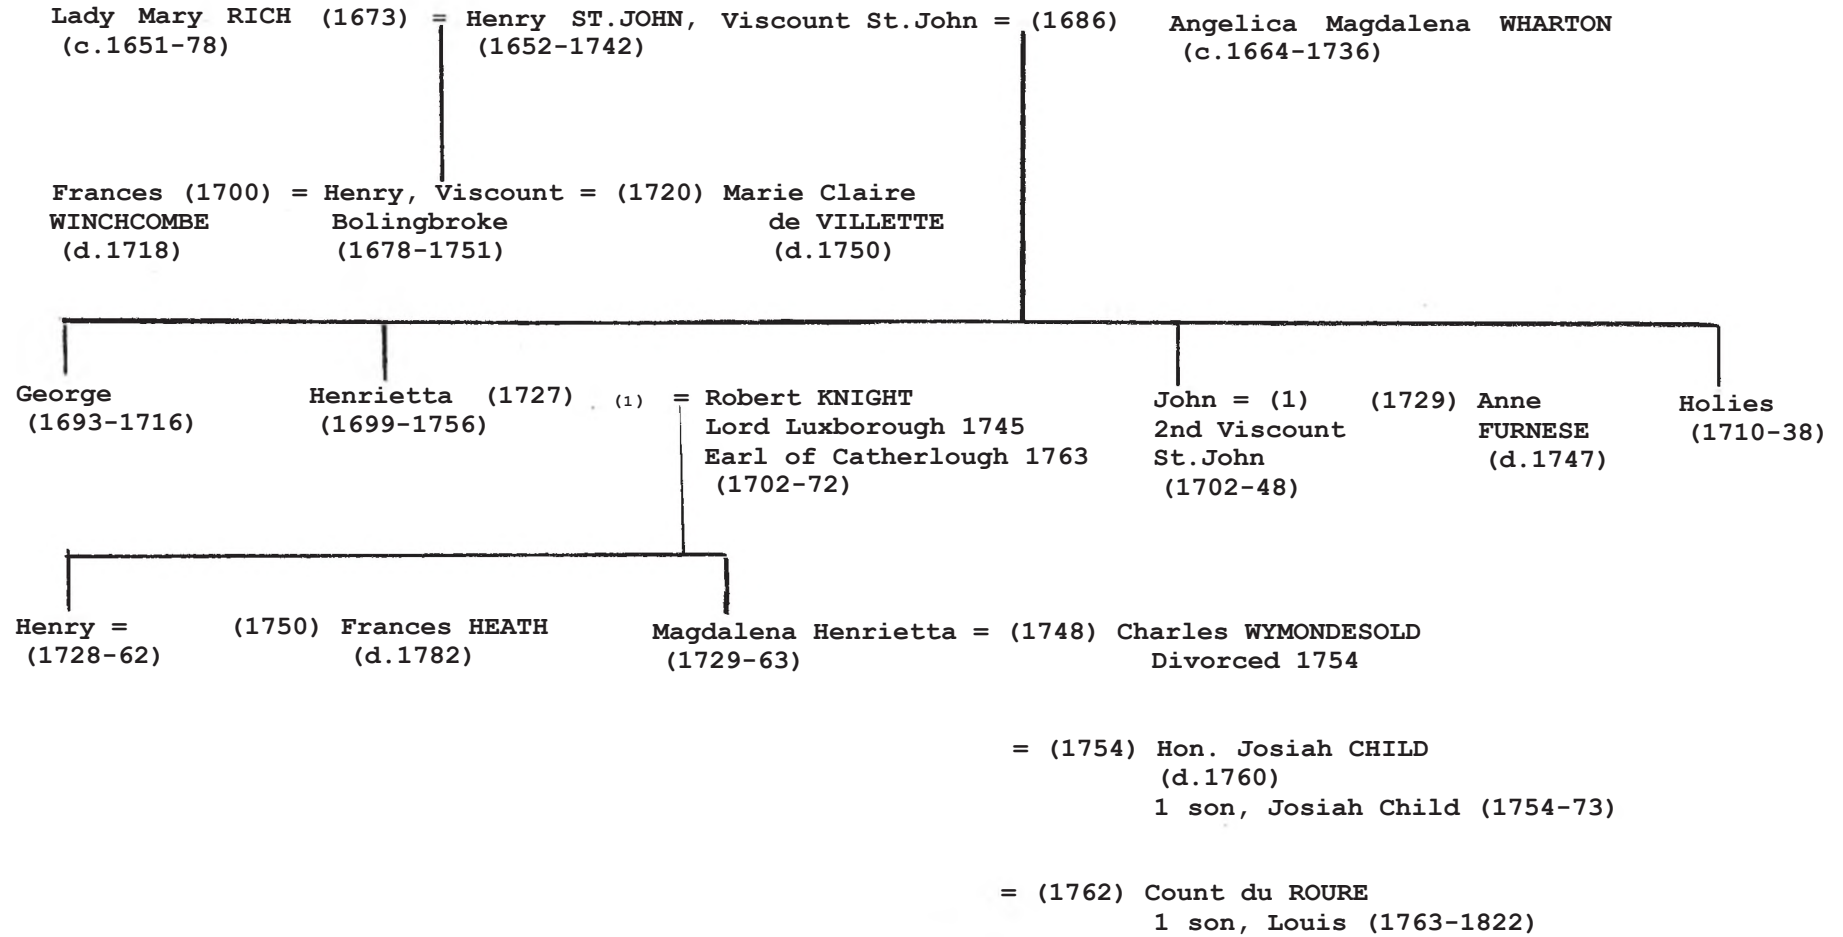 Lady Mary RICH (1673) = Henry ST.JOHN, Viscount St.John = (1686) Angelica Magdalena WHARTON
(c.1651-78) (1652-1742) (c.1664-1736)
Frances (1700) = Henry, Viscount = (1720) Marie Claire
WINCHCOMBE Bolingbroke de VILLETTE
(d.1718) (1678-1751) (d.1750)
George Henrietta (1727) (1) = Robert KNIGHT John = (1) (1729) Anne Holies
(1693-1716) (1699-1756) Lord Luxborough 1745 2nd Viscount FURNESE (1710-38)
Earl of Catherlough 1763 St.John (d.1747)
(1702-72) (1702-48)
Henry = (1750) Frances HEATH Magdalena Henrietta = (1748) Charles WYMONDESOLD
(1728-62) (d.1782) (1729-63) Divorced 1754
= (1754) Hon. Josiah CHILD
(d.1760)
1 son, Josiah Child (1754-73)
= (1762) Count du ROURE
1 son, Louis (1763-1822)